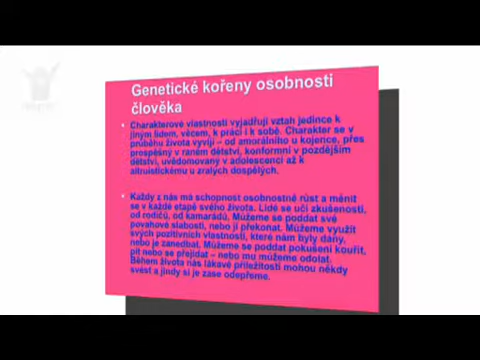 Genetické kořeny osobnosti
člověka
• Charakterové vlastnosti vyjadřují vztah jedince k
jiným lidem, věcem, k práci i k sobě. Charakter se v
průběhu života vyvíjí – od amorálního u kojence, přes
prospěšný v raném dětství, konformní v pozdějším
dětství, uvědomovaný v adolescenci až k
altruistickému u zralých dospělých.
• Každý z nás má schopnost osobnostně růst a měnit
se v každé etapě svého života. Lidé se učí zkušeností,
od rodičů, od kamarádů. Můžeme se poddat své
povahové slabosti, nebo ji překonat. Můžeme využít
svých pozitivních vlastností, které nám byly dány,
nebo je zanedbat. Můžeme se poddat pokušení kouřit,
pít nebo se přejídat – nebo mu můžeme odolat.
Během života nás lákavé příležitosti mohou někdy
svést a jindy si je zase odepřeme.